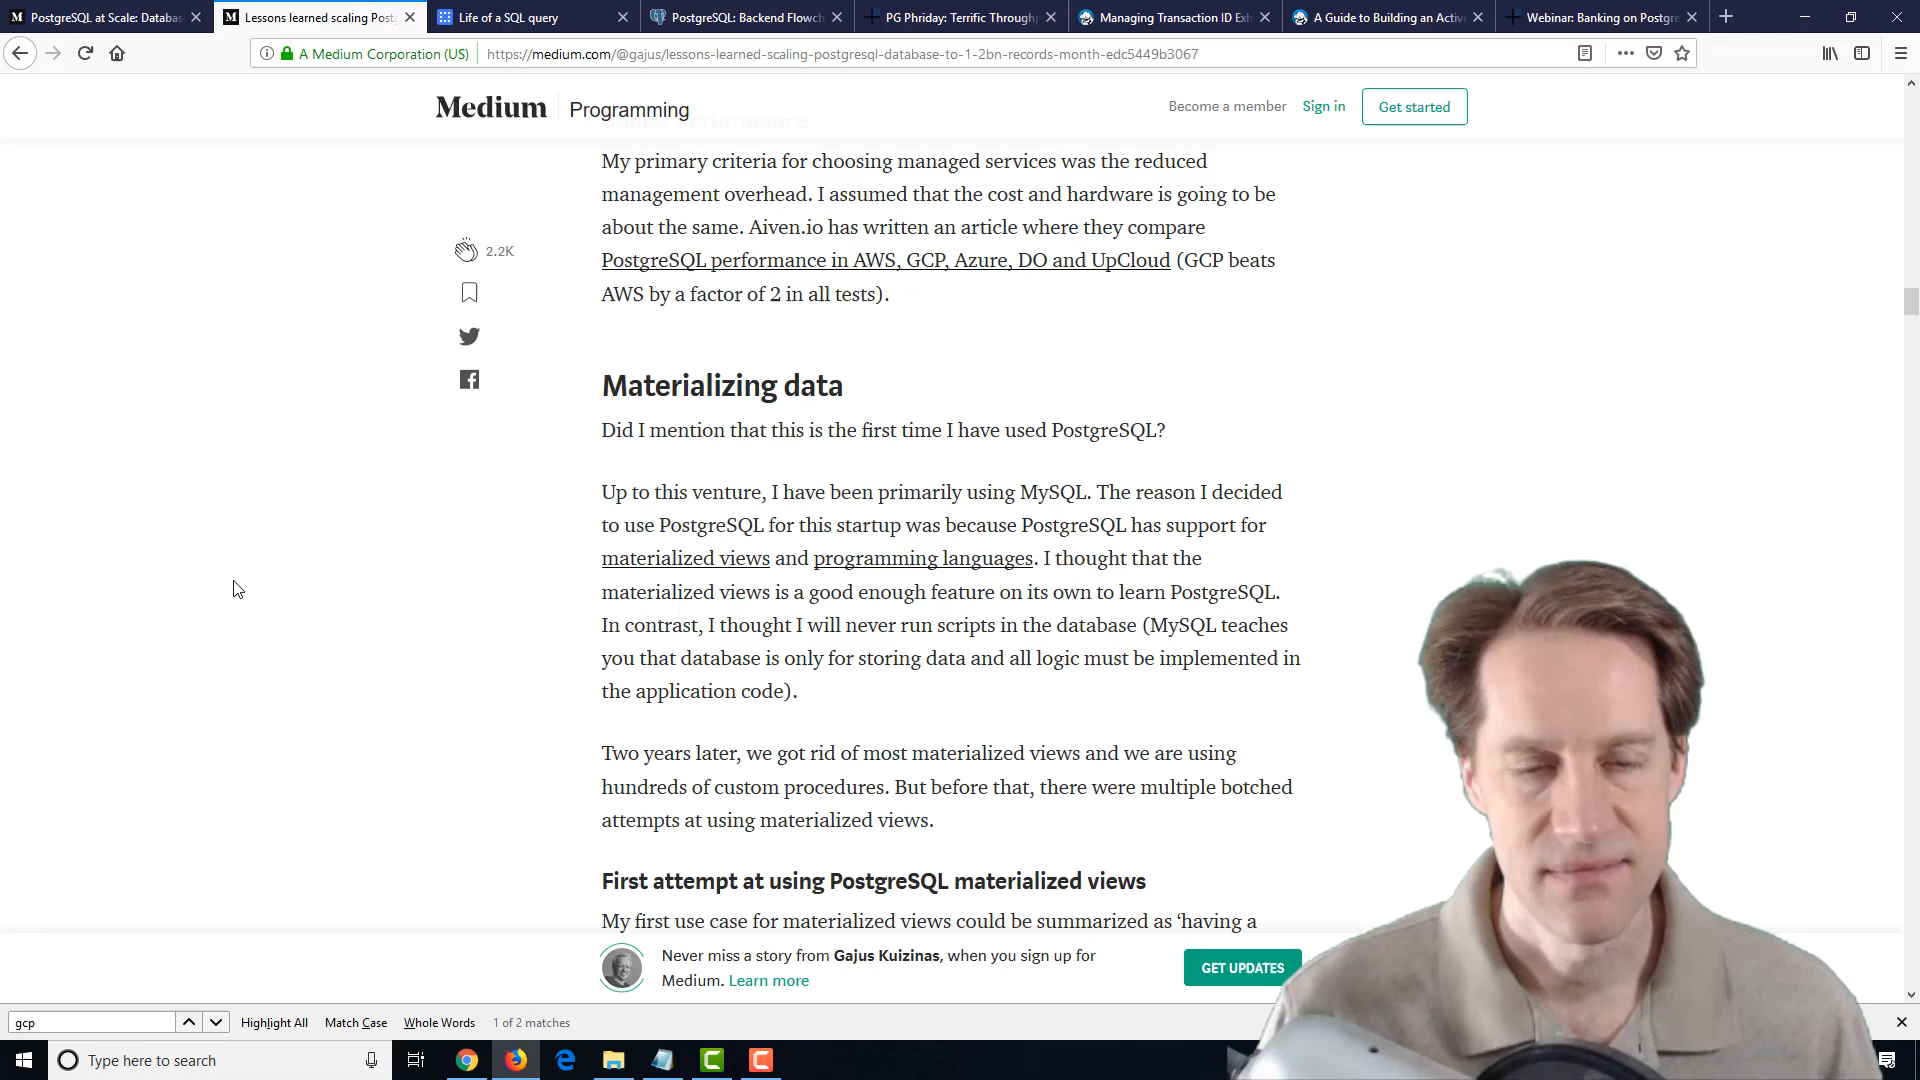 PostgreSQL at Scale: Databas
Lessons learned scaling Postg
Life of a SQL query
PostgreSQL: Backend Flowch
PG Phriday: Terrific Through
Managing Transaction ID Exh
A Guide to Building an Active
Webinar: Banking on Postgre
A Medium Corporation (US)
https://medium.com/@gajus/lessons-learned-scaling-postgresql-database-to-1-2bn-records-month-edc5449b3067
Medium
Programming
Become a member
Sign in
Get started
My primary criteria for choosing managed services was the reduced
management overhead. I assumed that the cost and hardware is going to be
about the same. Aiven.io has written an article where they compare
PostgreSQL performance in AWS, GCP, Azure, DO and UpCloud (GCP beats
AWS by a factor of 2 in all tests).
2.2K
Materializing data
Did I mention that this is the first time I have used PostgreSQL?
Up to this venture, I have been primarily using MySQL. The reason I decided
to use PostgreSQL for this startup was because PostgreSQL has support for
materialized views and programming languages. I thought that the
materialized views is a good enough feature on its own to learn PostgreSQL.
In contrast, I thought I will never run scripts in the database (MySQL teaches
you that database is only for storing data and all logic must be implemented in
the application code).
Two years later, we got rid of most materialized views and we are using
hundreds of custom procedures. But before that, there were multiple botched
attempts at using materialized views.
First attempt at using PostgreSQL materialized views
My first use case for materialized views could be summarized as ‘having a
Never miss a story from Gajus Kuizinas, when you sign up for
Medium. Learn more
GET UPDATES
gcp
Highlight All
Match Case
Whole Words
1 of 2 matches
Type here to search